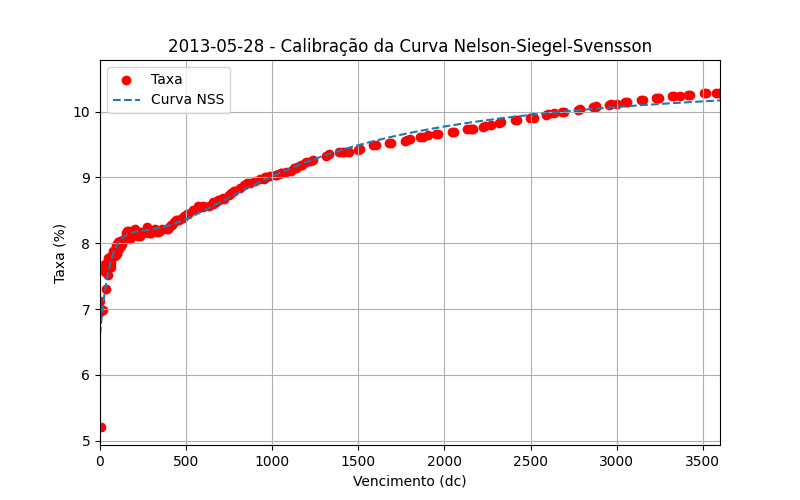 2013-05-28 - Calibração da Curva Nelson-Siegel-Svensson
Taxa
Curva NSS
Taxa (%)
10
9
8
7
6
5
0 500 1000 1500 2000 2500 3000 3500
Vencimento (dc)